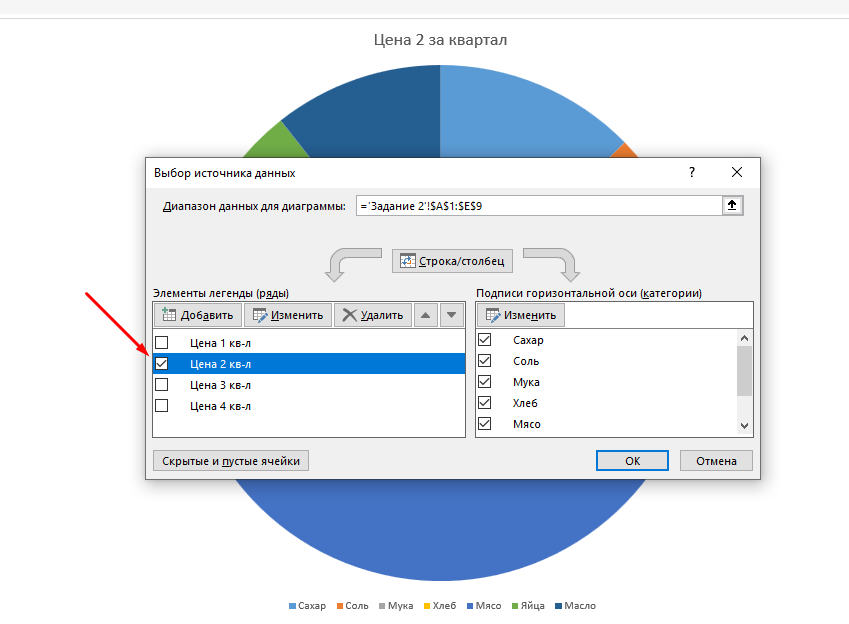 Цена 2 за квартал
Выбор источника данных ? ×
Диапазон данных для диаграммы: ='Задание 2'!$A$1:$E$9
Строка/столбец
Элементы легенды (ряды)
Добавить Изменить Удалить
Цена 1 кв-л
Цена 2 кв-л
Цена 3 кв-л
Цена 4 кв-л
Подписи горизонтальной оси (категории)
Изменить
Сахар
Соль
Мука
Хлеб
Мясо
Скрытые и пустые ячейки
ОК Отмена
Сахар Соль Мука Хлеб Мясо Яйца Масло